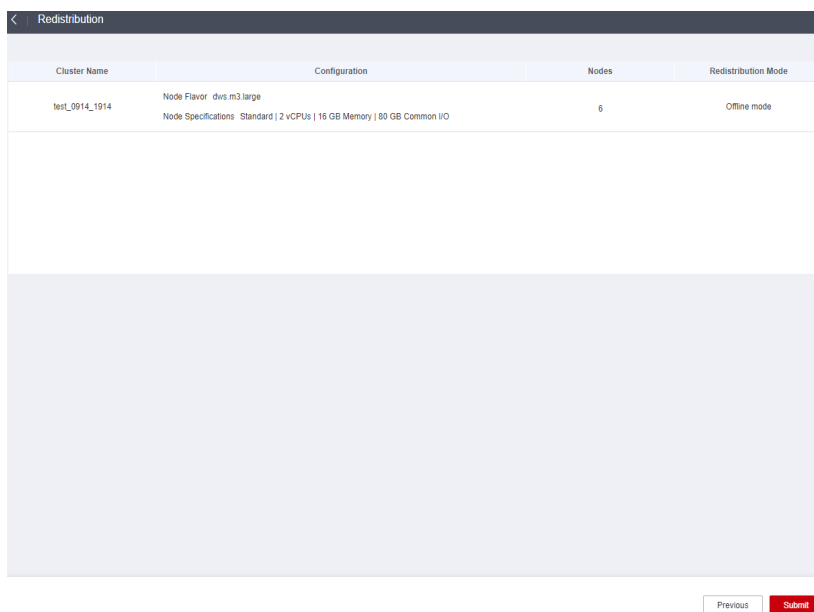 Redistribution
Cluster Name Configuration Nodes Redistribution Mode
Node Flavor dws.m3.large
test_0914_1914 6 Offline mode
Node Specifications Standard | 2 vCPUs | 16 GB Memory | 80 GB Common I/O
Previous Submit